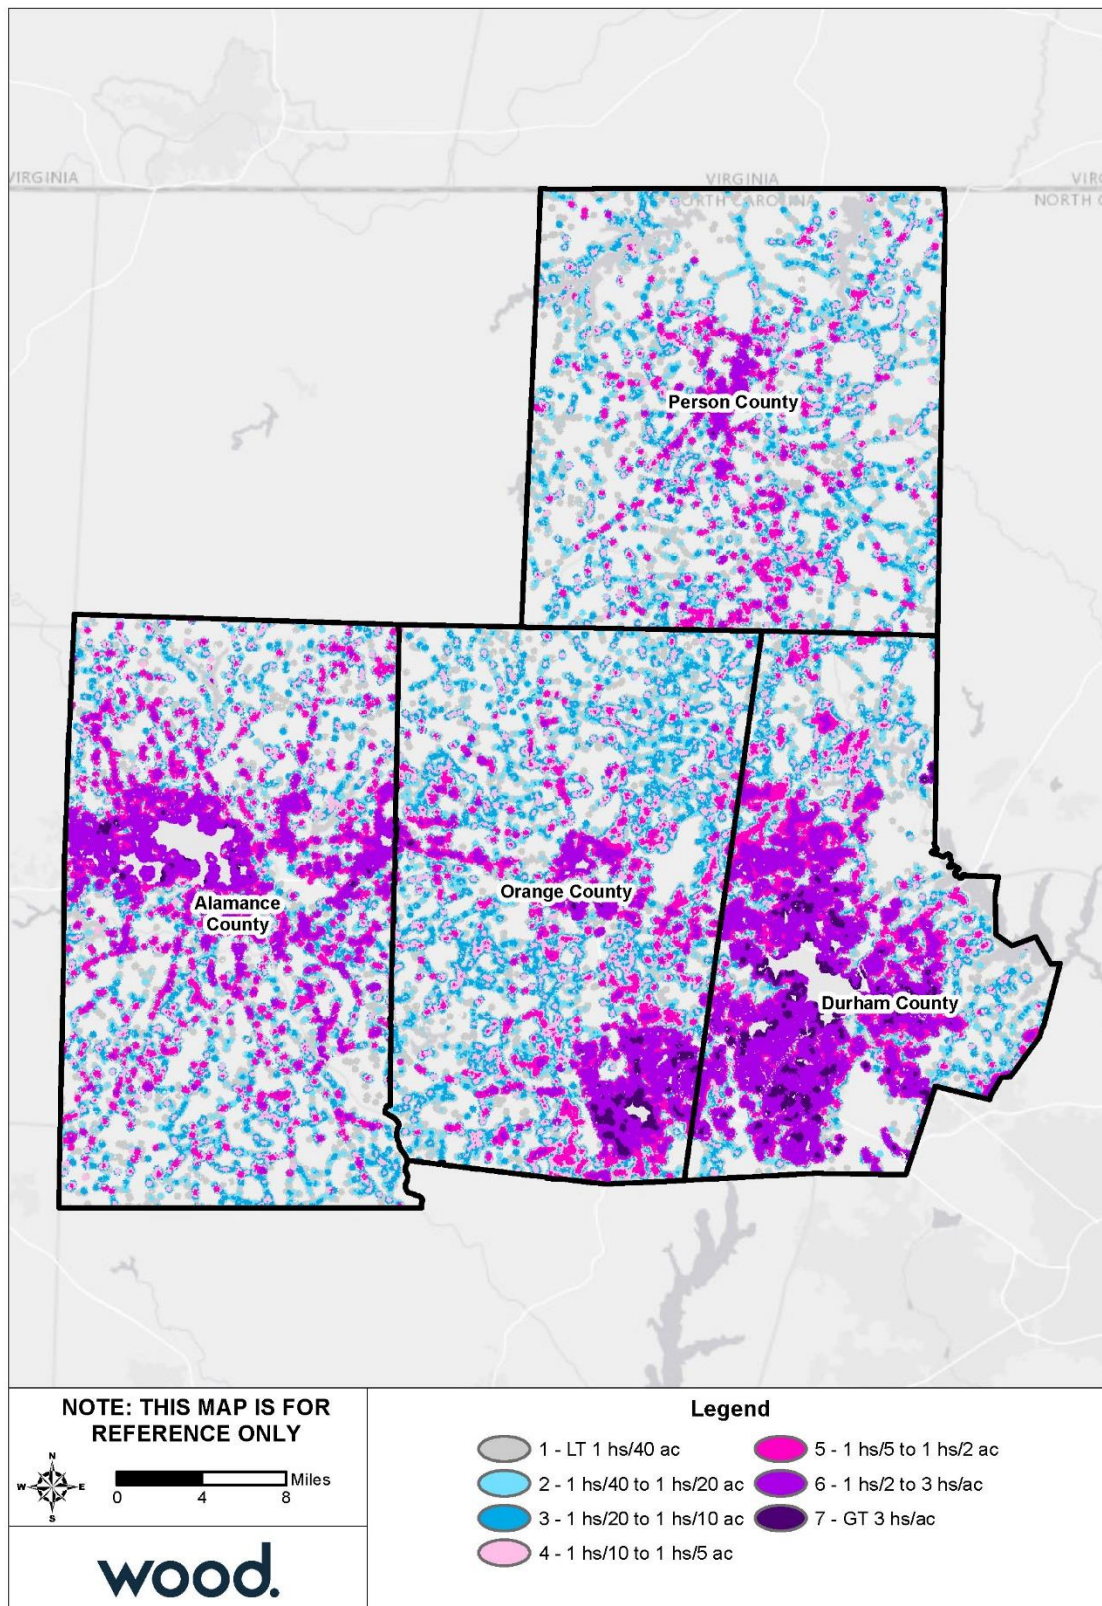 VIRGINIA
VIRGINIA
NORTH CAROLINA
VIRG
NORTH C
Person County
Alamance
County
Orange County
Durham County
NOTE: THIS MAP IS FOR
REFERENCE ONLY
N
W E
S
0 4 8 Miles
wood.
Legend
1 - LT 1 hs/40 ac
2 - 1 hs/40 to 1 hs/20 ac
3 - 1 hs/20 to 1 hs/10 ac
4 - 1 hs/10 to 1 hs/5 ac
5 - 1 hs/5 to 1 hs/2 ac
6 - 1 hs/2 to 3 hs/ac
7 - GT 3 hs/ac